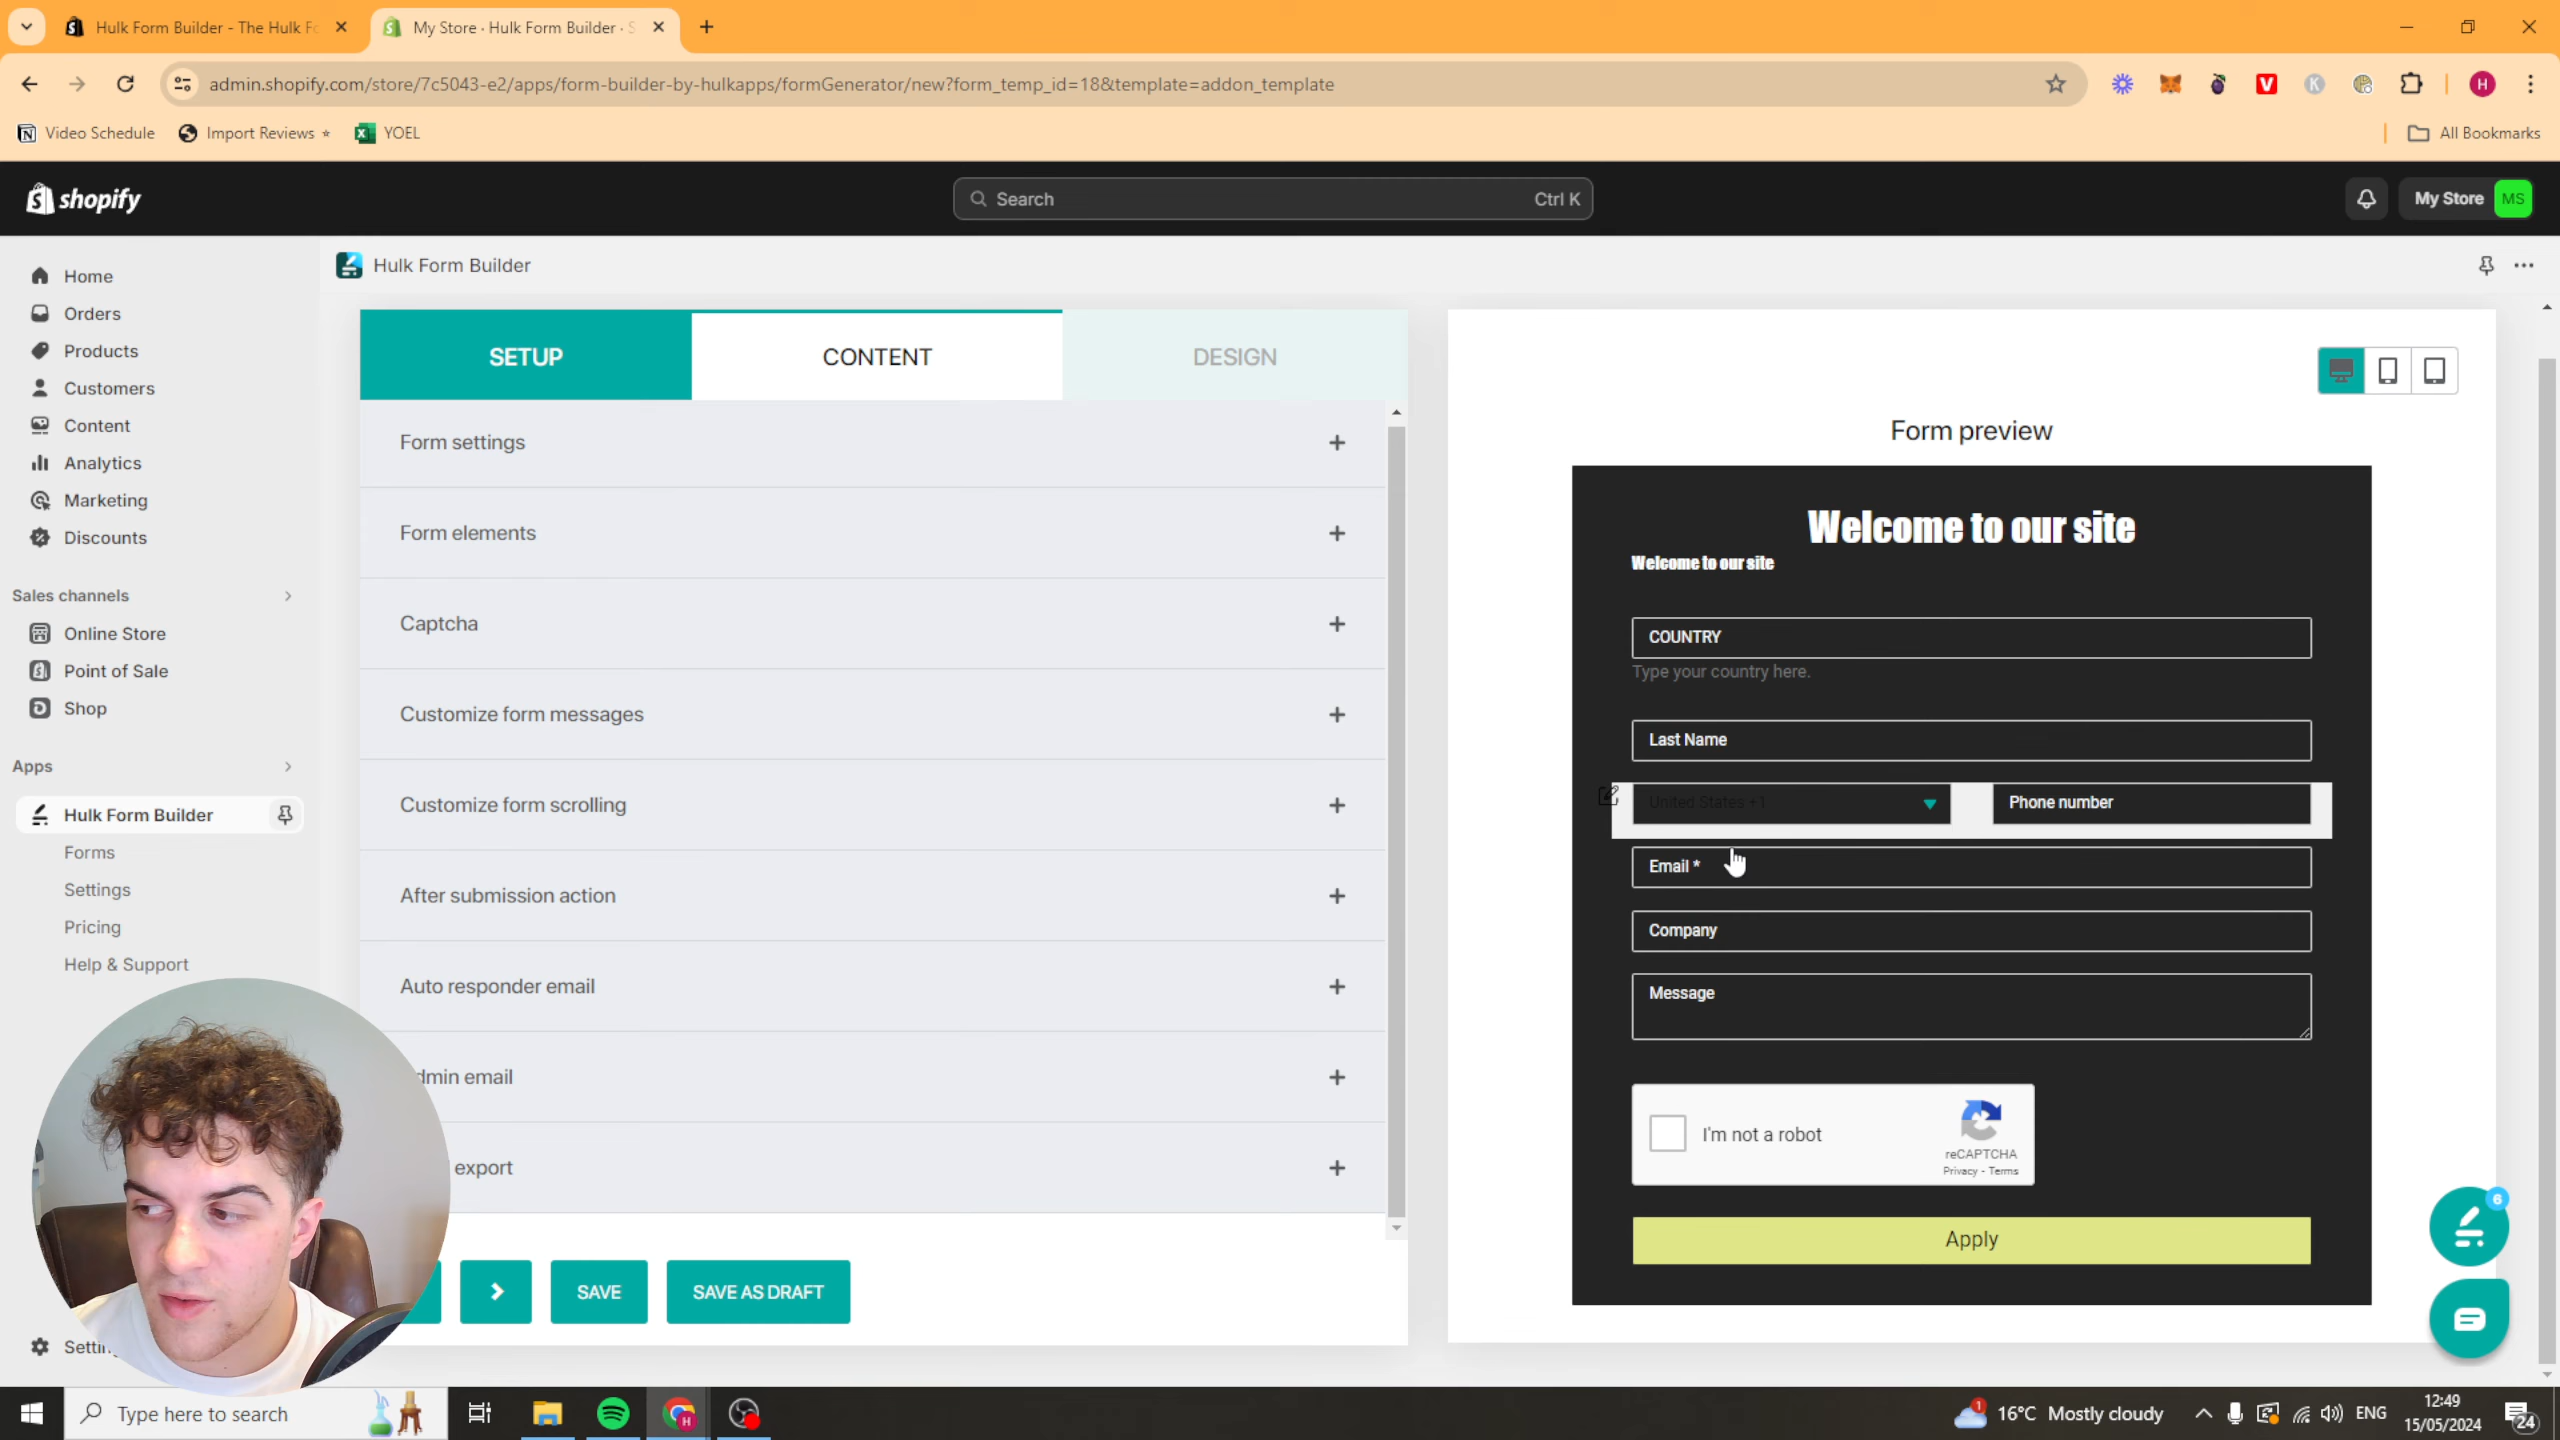 Hulk Form Builder - The Hulk Fo
My Store · Hulk Form Builder · S
admin.shopify.com/store/7c5043-e2/apps/form-builder-by-hulkapps/formGenerator/new?form_temp_id=18&template=addon_template
Video Schedule
Import Reviews ⭑
YOEL
All Bookmarks
shopify
Search
Ctrl K
My Store
MS
Home
Orders
Products
Customers
Content
Analytics
Marketing
Discounts
Sales channels
Online Store
Point of Sale
Shop
Apps
Hulk Form Builder
Forms
Settings
Pricing
Help & Support
Hulk Form Builder
SETUP
CONTENT
DESIGN
Form settings
Form elements
Captcha
Customize form messages
Customize form scrolling
After submission action
Auto responder email
dmin email
export
SAVE
SAVE AS DRAFT
Form preview
Welcome to our site
Welcome to our site
COUNTRY
Type your country here.
Last Name
United States +1
Phone number
Email *
Company
Message
I'm not a robot
reCAPTCHA
Privacy - Terms
Apply
6
Type here to search
1
16°C Mostly cloudy
ENG
12:49
15/05/2024
24